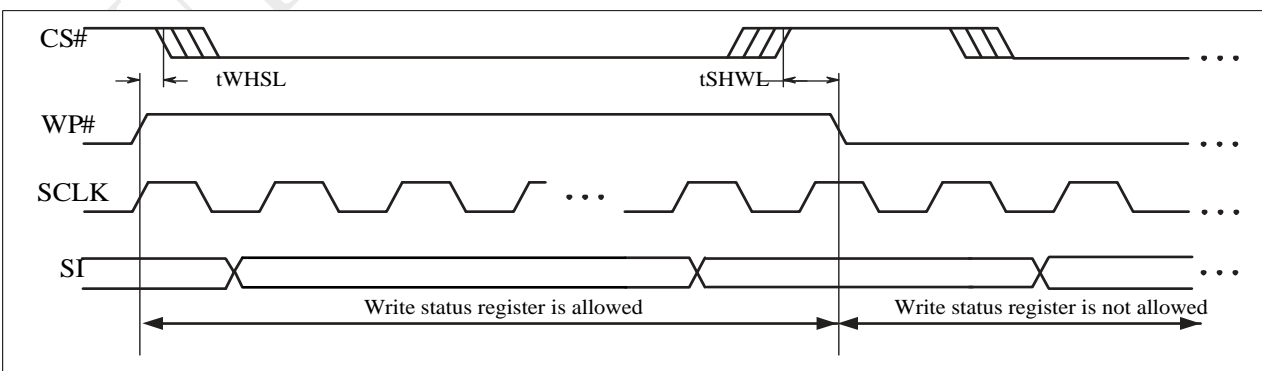 CS#
tWHSL
tSHWL
WP#
SCLK
SI
Write status register is allowed
Write status register is not allowed